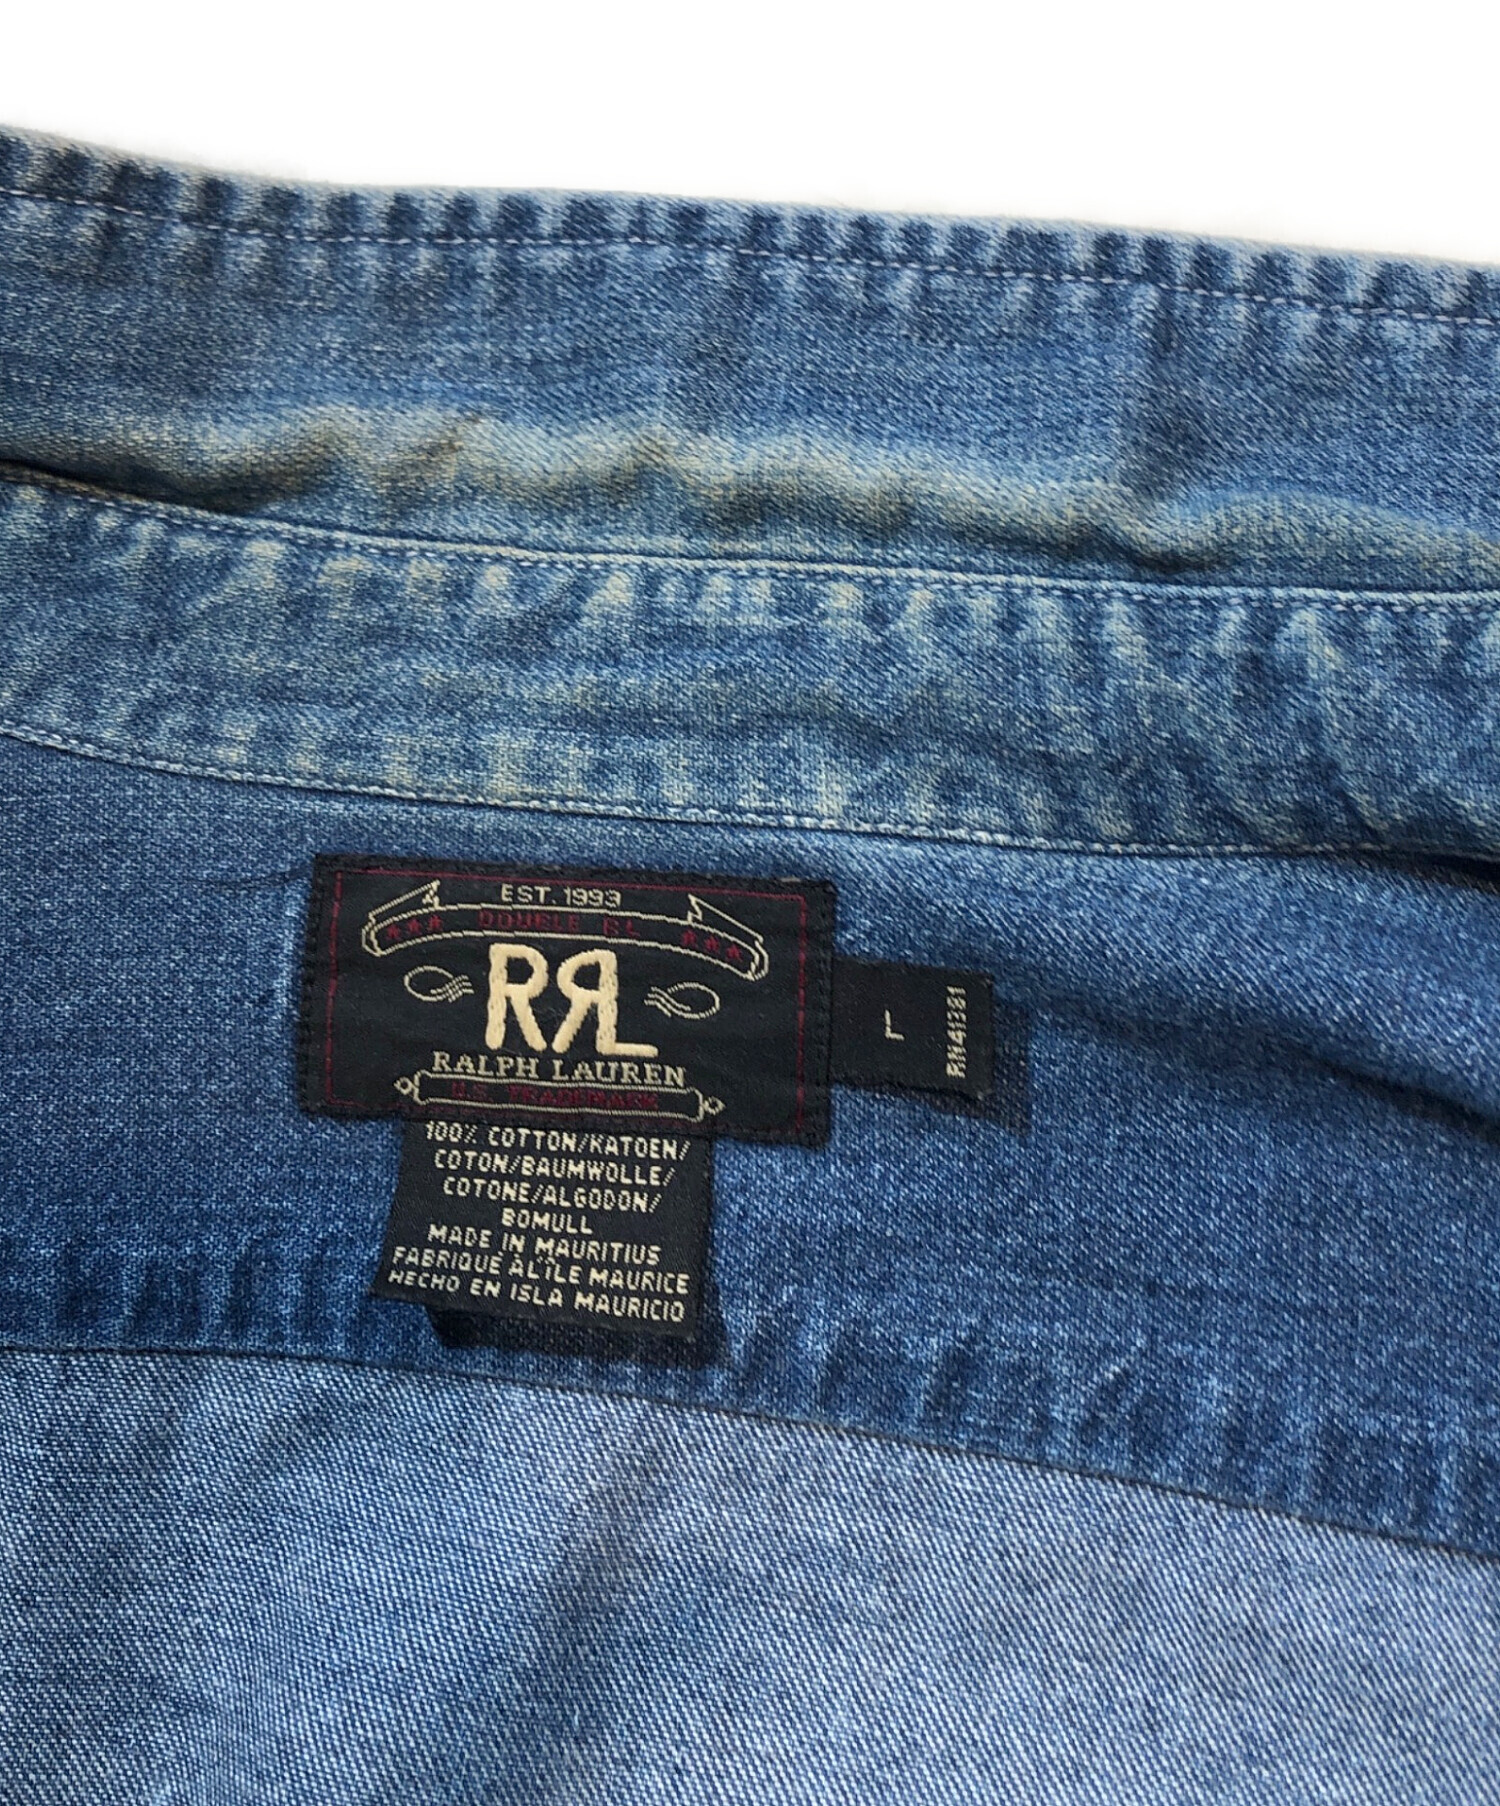 EST. 1993
DOUBLE RL
RRL
RALPH LAUREN
U.S. TRADEMARK
L
RN41381
100% COTTON/KATOEN/
COTON/BAUMWOLLE/
COTONE/ALGODON/
BOMULL
MADE IN MAURITIUS
FABRIQUÉ À L'ÎLE MAURICE
HECHO EN ISLA MAURICIO